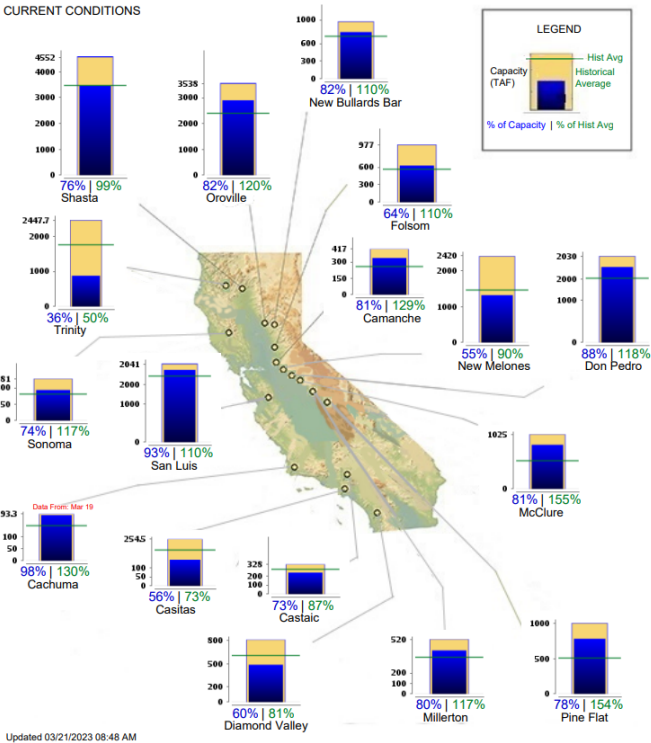 CURRENT CONDITIONS
LEGEND
Hist Avg
Capacity
(TAF)
Historical
Average
% of Capacity | % of Hist Avg
1000
600
300
0
82% | 110%
New Bullards Bar
4552
4000
3000
2000
1000
0
76% | 99%
Shasta
3538
3000
2000
1000
0
82% | 120%
Oroville
977
600
300
0
64% | 110%
Folsom
2447.7
2000
1000
0
36% | 50%
Trinity
417
300
150
0
81% | 129%
Camanche
2420
2000
1000
0
55% | 90%
New Melones
2030
2000
1000
0
88% | 118%
Don Pedro
81
00
50
0
74% | 117%
Sonoma
2041
2000
1000
0
93% | 110%
San Luis
1025
500
0
81% | 155%
McClure
Data From: Mar 19
93.3
100
50
0
98% | 130%
Cachuma
254.5
100
50
0
56% | 73%
Casitas
325
200
100
0
73% | 87%
Castaic
800
500
200
0
60% | 81%
Diamond Valley
520
200
100
0
80% | 117%
Millerton
1000
500
0
78% | 154%
Pine Flat
Updated 03/21/2023 08:48 AM